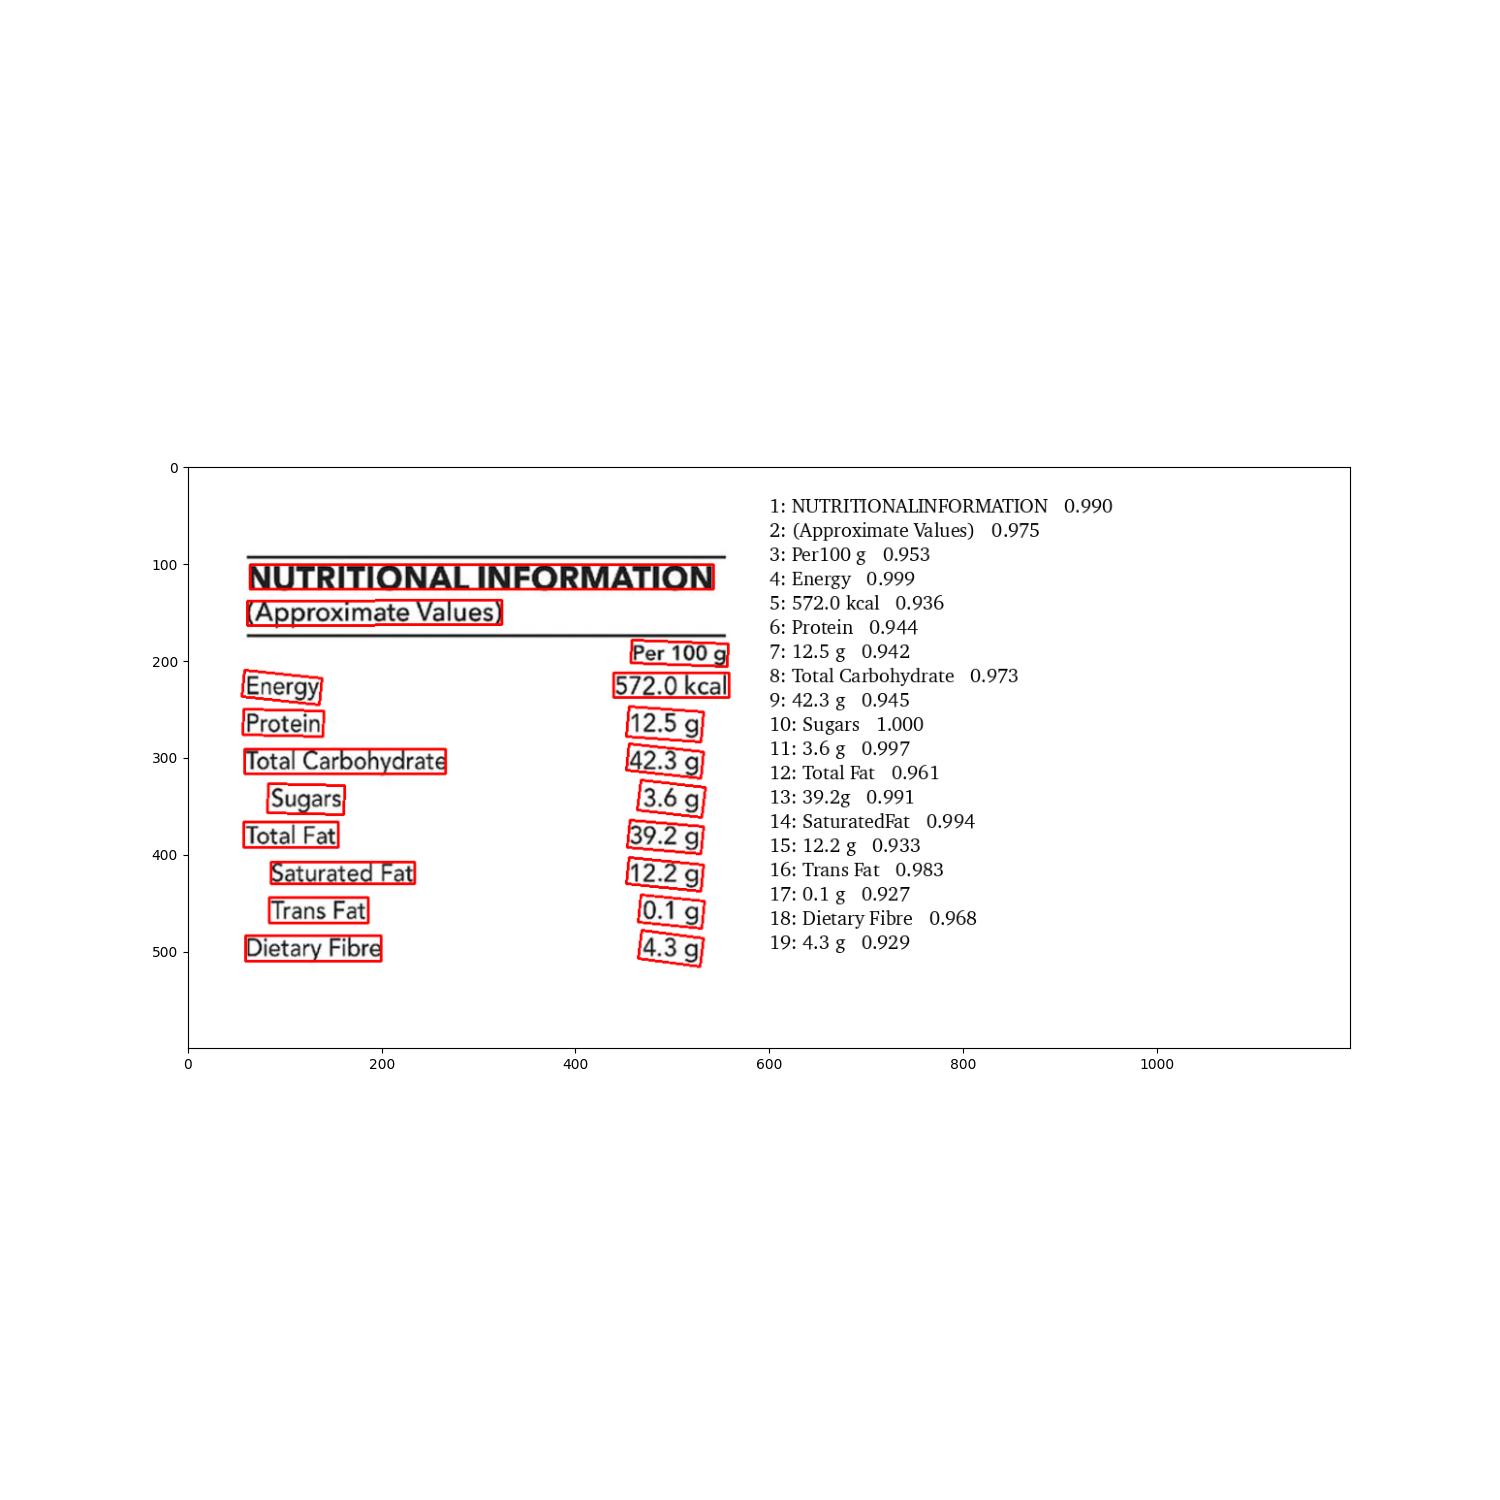 0
100
200
300
400
500
NUTRITIONAL INFORMATION
(Approximate Values)
Per 100 g
Energy 572.0 kcal
Protein 12.5 g
Total Carbohydrate 42.3 g
Sugars 3.6 g
Total Fat 39.2 g
Saturated Fat 12.2 g
Trans Fat 0.1 g
Dietary Fibre 4.3 g
1: NUTRITIONALINFORMATION 0.990
2: (Approximate Values) 0.975
3: Per100 g 0.953
4: Energy 0.999
5: 572.0 kcal 0.936
6: Protein 0.944
7: 12.5 g 0.942
8: Total Carbohydrate 0.973
9: 42.3 g 0.945
10: Sugars 1.000
11: 3.6 g 0.997
12: Total Fat 0.961
13: 39.2g 0.991
14: SaturatedFat 0.994
15: 12.2 g 0.933
16: Trans Fat 0.983
17: 0.1 g 0.927
18: Dietary Fibre 0.968
19: 4.3 g 0.929
0 200 400 600 800 1000